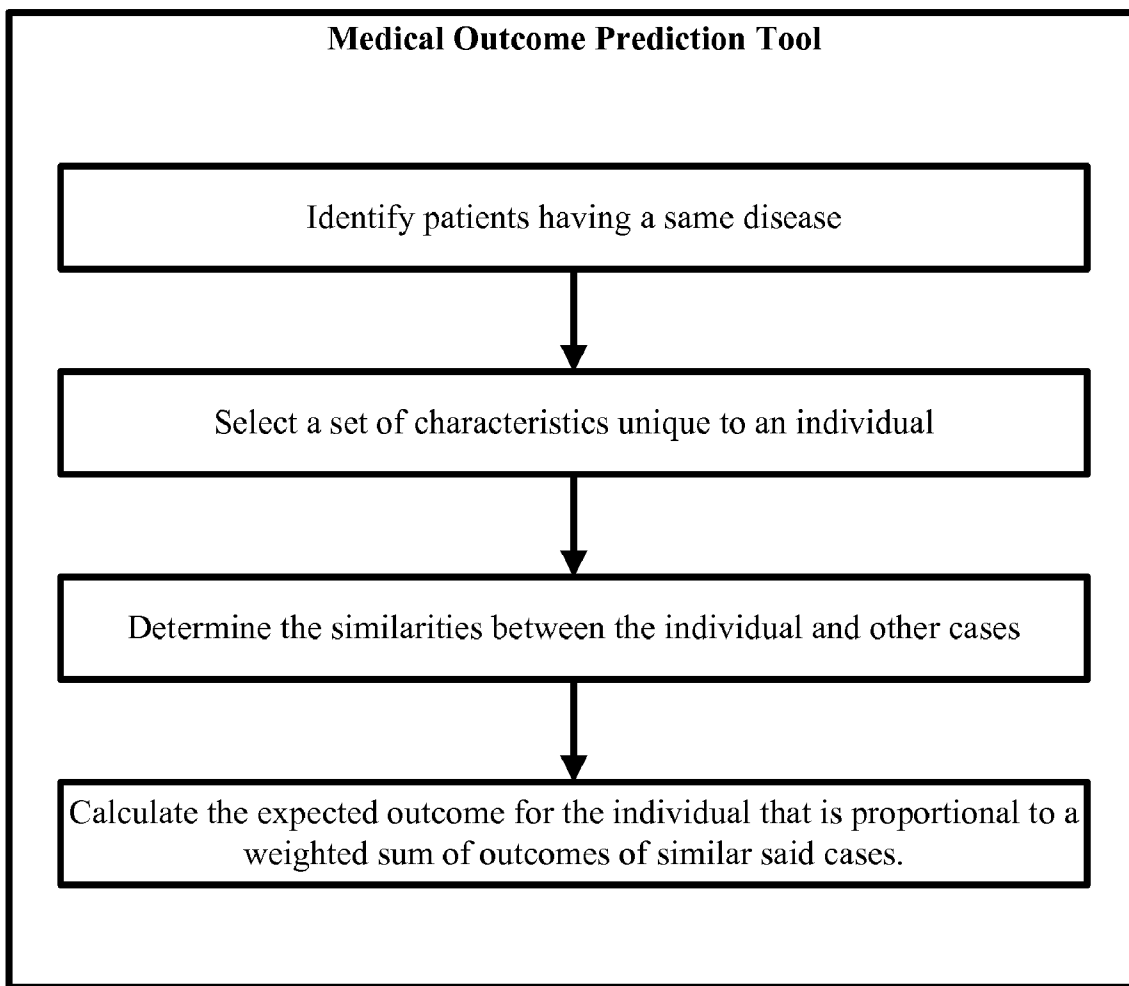 Medical Outcome Prediction Tool
Identify patients having a same disease
Select a set of characteristics unique to an individual
Determine the similarities between the individual and other cases
Calculate the expected outcome for the individual that is proportional to a
weighted sum of outcomes of similar said cases.